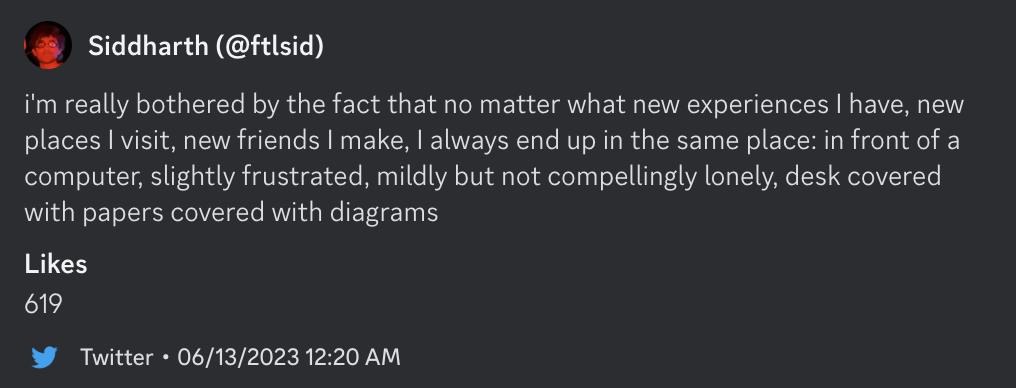 Siddharth (@ftlsid)
i'm really bothered by the fact that no matter what new experiences I have, new
places I visit, new friends I make, I always end up in the same place: in front of a
computer, slightly frustrated, mildly but not compellingly lonely, desk covered
with papers covered with diagrams
Likes
619
Twitter • 06/13/2023 12:20 AM